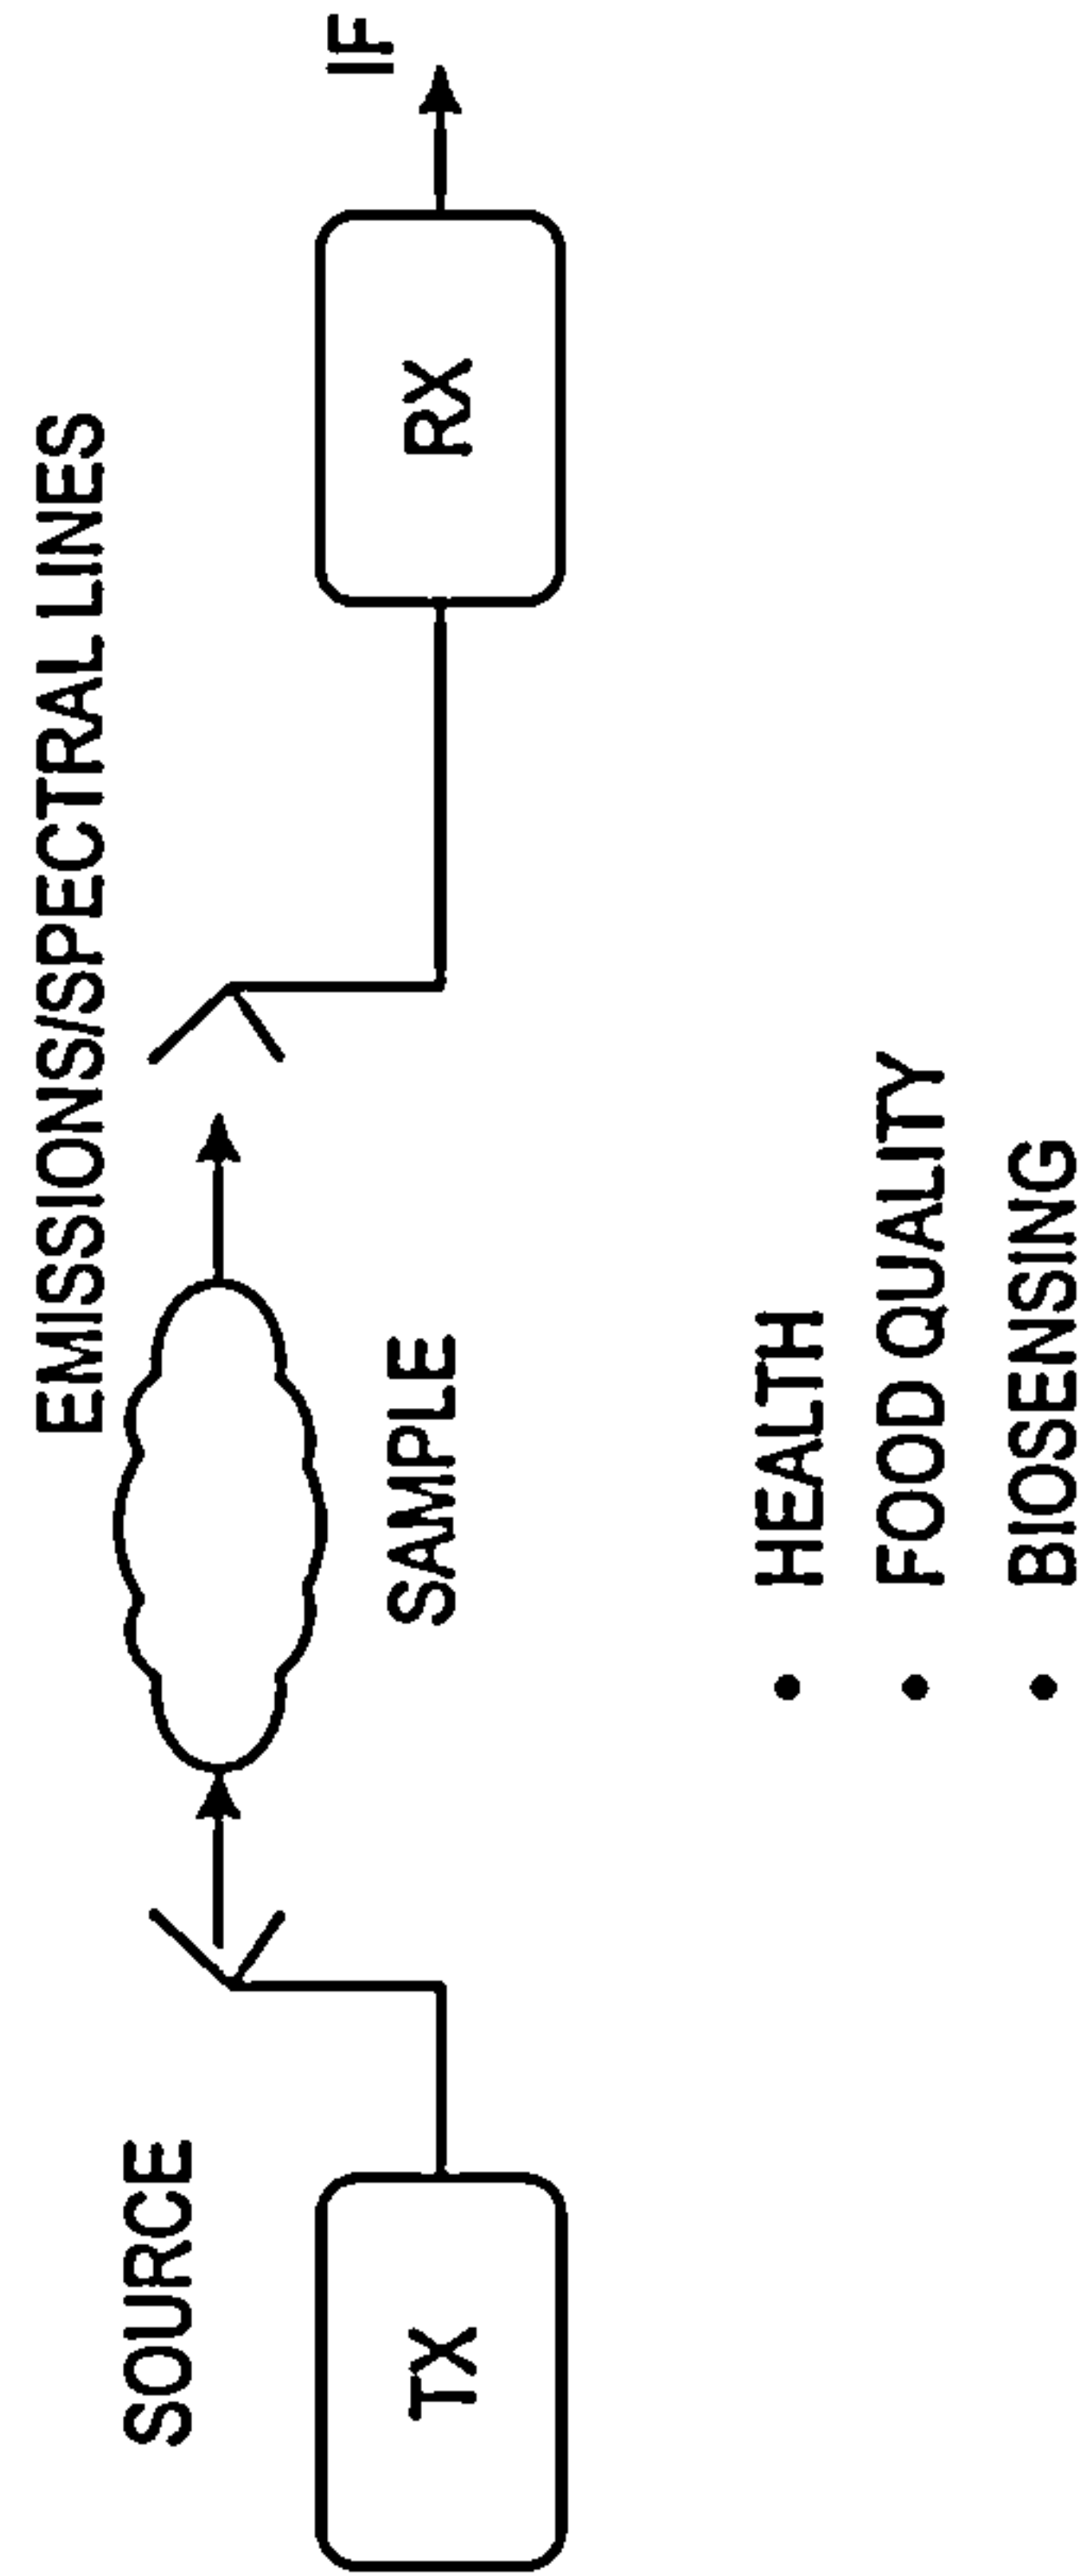 EMISSIONS/SPECTRAL LINES
SOURCE
IF
TX
SAMPLE
RX
• HEALTH
• FOOD QUALITY
• BIOSENSING